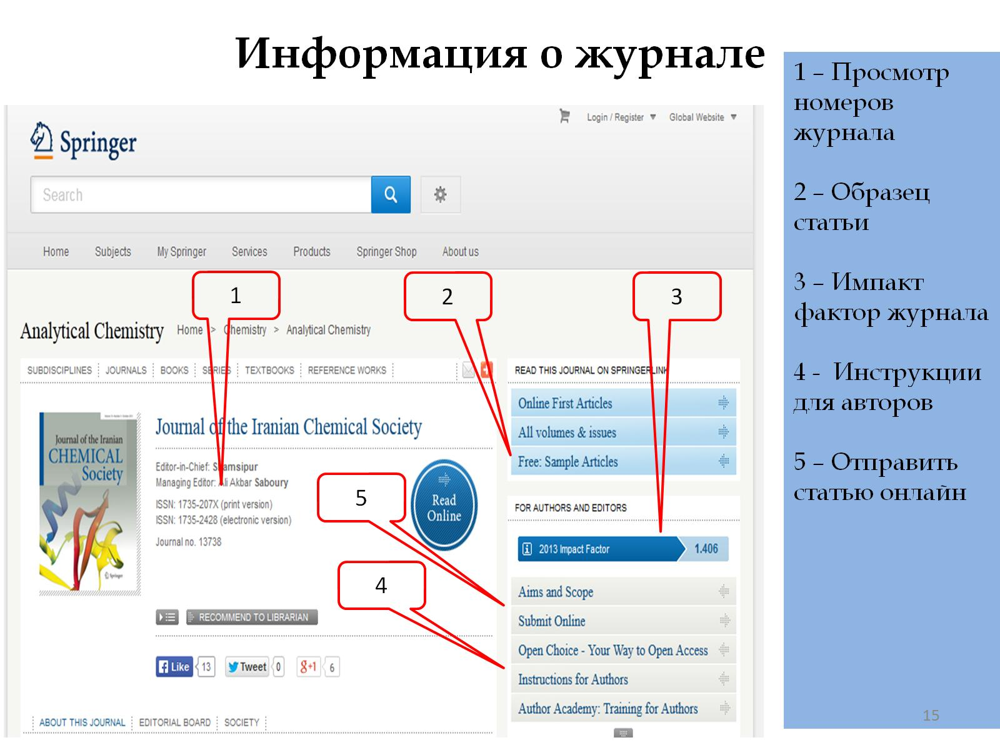 Информация о журнале
Login / Register
Global Website
Springer
Search
Home
Subjects
My Springer
Services
Products
Springer Shop
About us
1
2
3
Analytical Chemistry
Home > Chemistry > Analytical Chemistry
SUBDISCIPLINES
JOURNALS
BOOKS
SERIES
TEXTBOOKS
REFERENCE WORKS
Journal of the Iranian
CHEMICAL
Society
Springer
Journal of the Iranian Chemical Society
Editor-in-Chief: Shamsipur
Managing Editor: Ali Akbar Saboury
ISSN: 1735-207X (print version)
ISSN: 1735-2428 (electronic version)
Journal no. 13738
Read
Online
5
4
RECOMMEND TO LIBRARIAN
Like 13
Tweet 0
g+1 6
ABOUT THIS JOURNAL
EDITORIAL BOARD
SOCIETY
READ THIS JOURNAL ON SPRINGERLINK
Online First Articles
All volumes & issues
Free: Sample Articles
FOR AUTHORS AND EDITORS
2013 Impact Factor 1.406
Aims and Scope
Submit Online
Open Choice - Your Way to Open Access
Instructions for Authors
Author Academy: Training for Authors
1 – Просмотр
номеров
журнала
2 – Образец
статьи
3 – Импакт
фактор журнала
4 - Инструкции
для авторов
5 – Отправить
статью онлайн
15